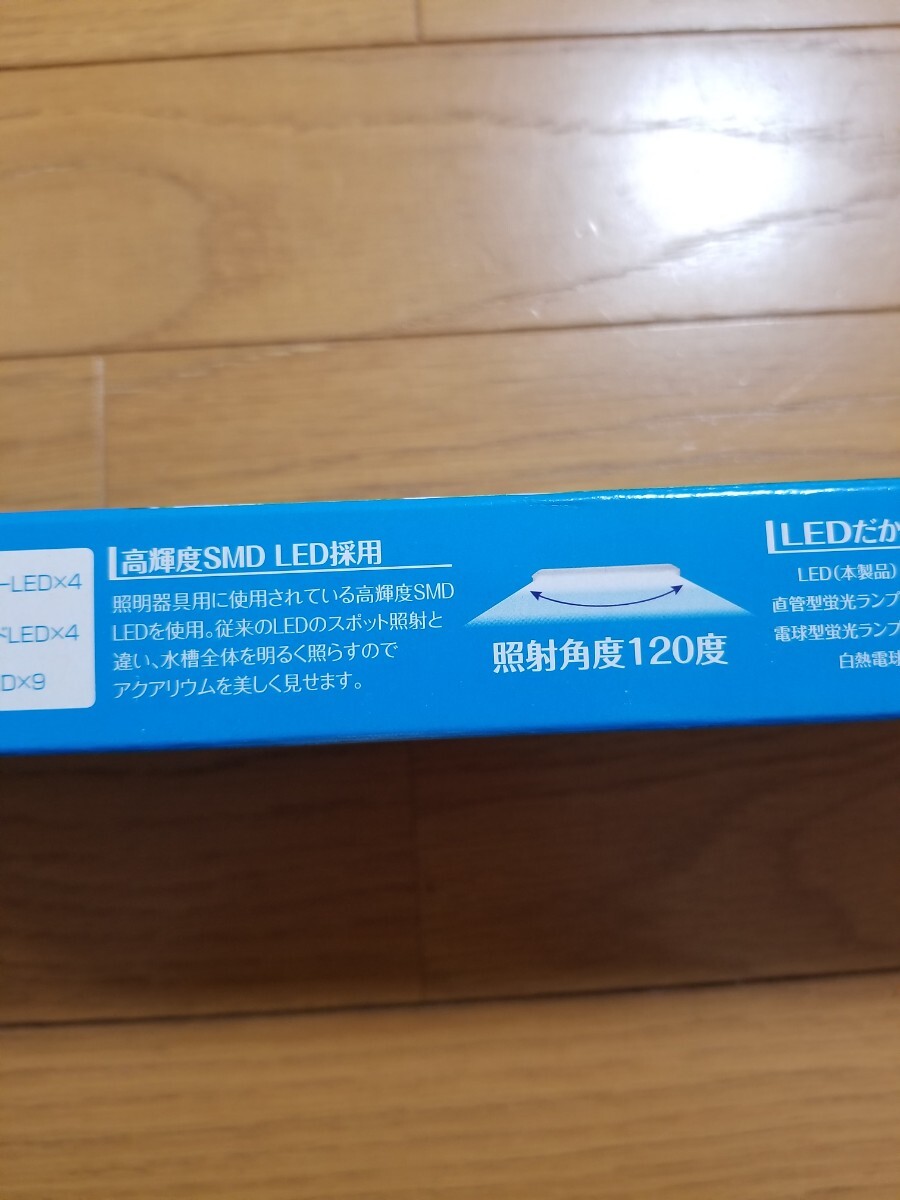 ーLED×4
ドLED×4
D×9
高輝度SMD LED採用
照明器具用に使用されている高輝度SMD
LEDを使用。従来のLEDのスポット照射と
違い、水槽全体を明るく照らすので
アクアリウムを美しく見せます。
照射角度120度
LEDだか
LED(本製品)
直管型蛍光ランプ
電球型蛍光ランプ
白熱電球